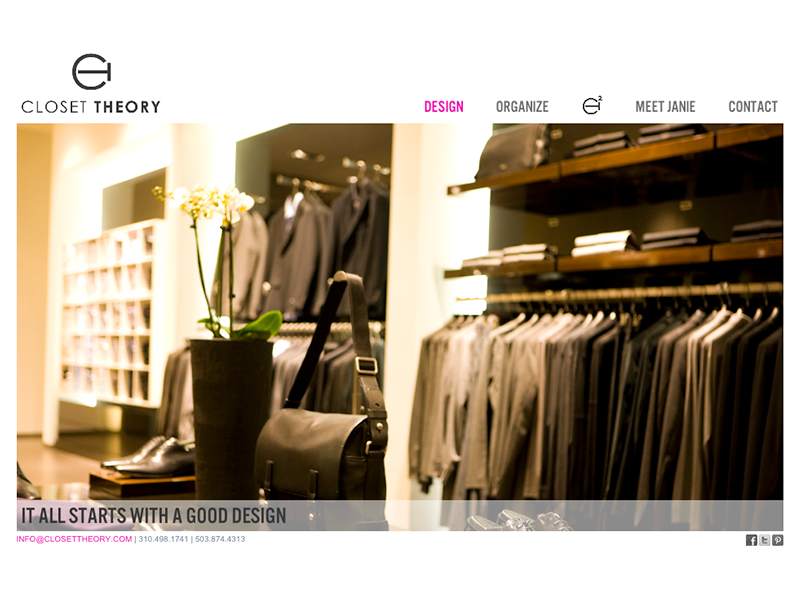 CLOSET THEORY
DESIGN ORGANIZE 2 MEET JANIE CONTACT
IT ALL STARTS WITH A GOOD DESIGN
INFO@CLOSETTHEORY.COM | 310.498.1741 | 503.874.4313